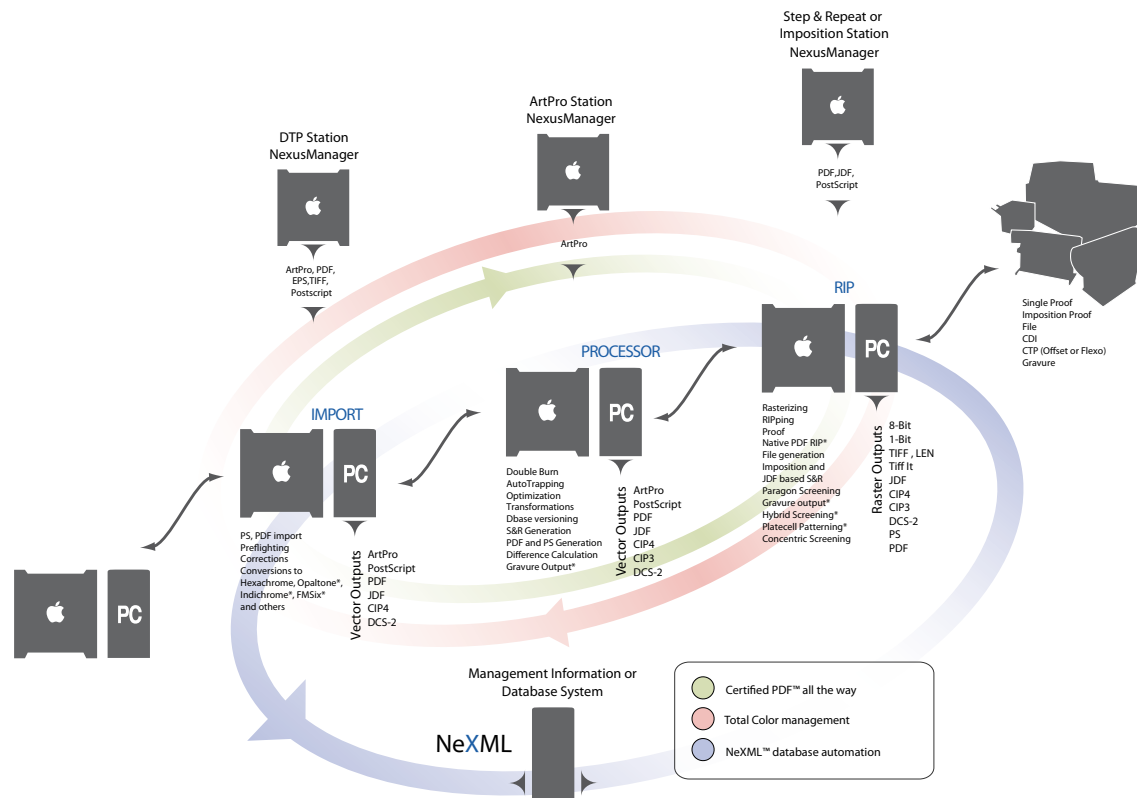 Step & Repeat or
Imposition Station
NexusManager
ArtPro Station
NexusManager
DTP Station
NexusManager
PDF,JDF,
PostScript
ArtPro
ArtPro, PDF,
EPS,TIFF,
Postscript
RIP
PC
Single Proof
Imposition Proof
File
CDI
CTP (Offset or Flexo)
Gravure
PROCESSOR
PC
IMPORT
PC
Rasterizing
RIPping
Proof
Native PDF RIP*
File generation
Imposition and
JDF based S&R
Paragon Screening
Gravure output*
Hybrid Screening*
Platecell Patterning*
Concentric Screening
Raster Outputs
8-Bit
1-Bit
TIFF , LEN
Tiff It
JDF
CIP4
CIP3
DCS-2
PS
PDF
Double Burn
AutoTrapping
Optimization
Transformations
Dbase versioning
S&R Generation
PDF and PS Generation
Difference Calculation
Gravure Output*
Vector Outputs
ArtPro
PostScript
PDF
JDF
CIP4
CIP3
DCS-2
PS, PDF import
Preflighting
Corrections
Conversions to
Hexachrome, Opaltone*,
Indichrome*, FMSix*
and others
Vector Outputs
ArtPro
PostScript
PDF
JDF
CIP4
DCS-2
PC
Management Information or
Database System
NeXML
Certified PDF™ all the way
Total Color management
NeXML™ database automation